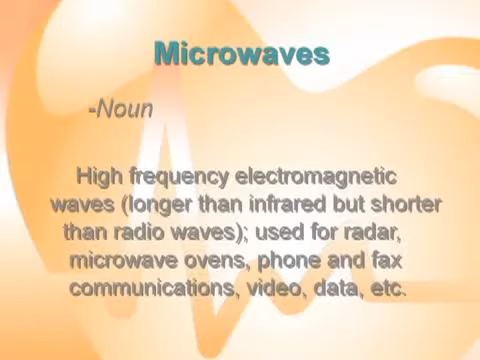 Microwaves
-Noun
High frequency electromagnetic
waves (longer than infrared but shorter
than radio waves); used for radar,
microwave ovens, phone and fax
communications, video, data, etc.